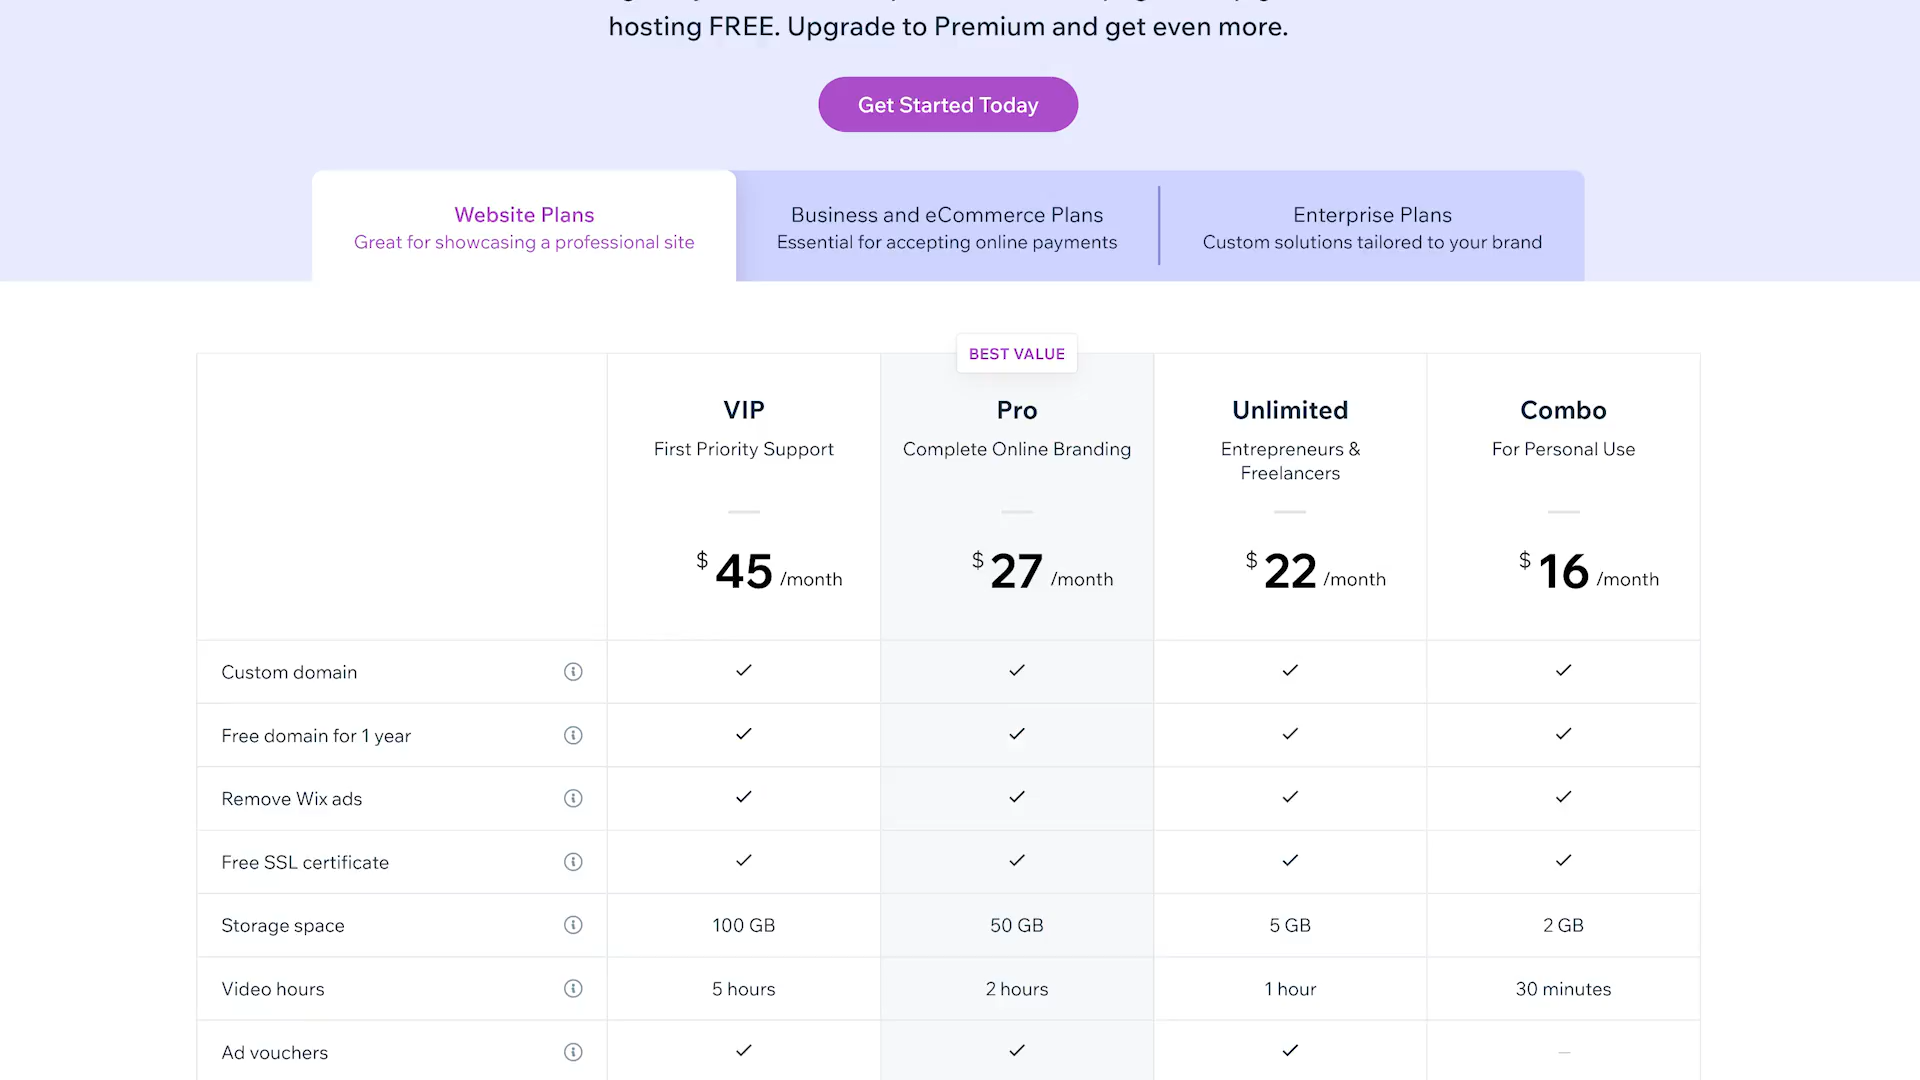 hosting FREE. Upgrade to Premium and get even more.
Get Started Today
Website Plans
Great for showcasing a professional site
Business and eCommerce Plans
Essential for accepting online payments
Enterprise Plans
Custom solutions tailored to your brand
BEST VALUE
VIP
First Priority Support
$ 45 /month
Pro
Complete Online Branding
$ 27 /month
Unlimited
Entrepreneurs &
Freelancers
$ 22 /month
Combo
For Personal Use
$ 16 /month
Custom domain
Free domain for 1 year
Remove Wix ads
Free SSL certificate
Storage space 100 GB 50 GB 5 GB 2 GB
Video hours 5 hours 2 hours 1 hour 30 minutes
Ad vouchers